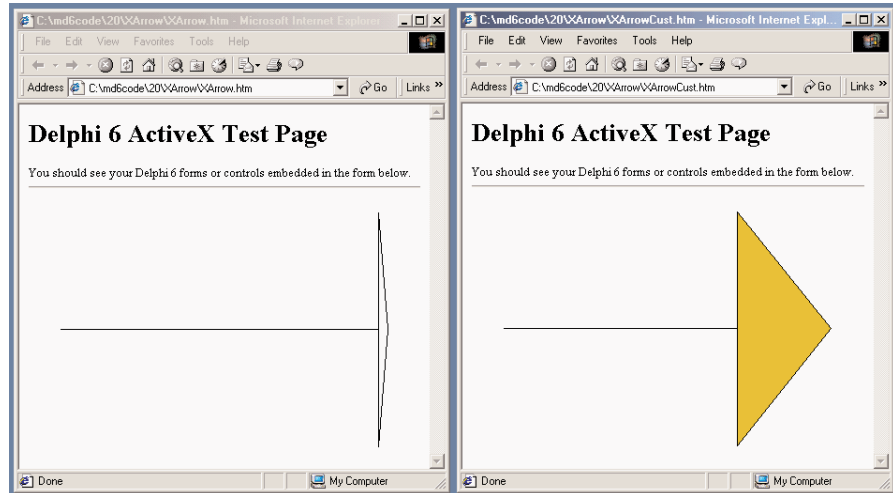 C:\md6code\20\XArrow\XArrow.htm - Microsoft Internet Explorer
File Edit View Favorites Tools Help
Address C:\md6code\20\XArrow\XArrow.htm Go Links »
Delphi 6 ActiveX Test Page
You should see your Delphi 6 forms or controls embedded in the form below.
Done My Computer
C:\md6code\20\XArrow\XArrowCust.htm - Microsoft Internet Expl...
File Edit View Favorites Tools Help
Address C:\md6code\20\XArrow\XArrowCust.htm Go Links »
Delphi 6 ActiveX Test Page
You should see your Delphi 6 forms or controls embedded in the form below.
Done My Computer